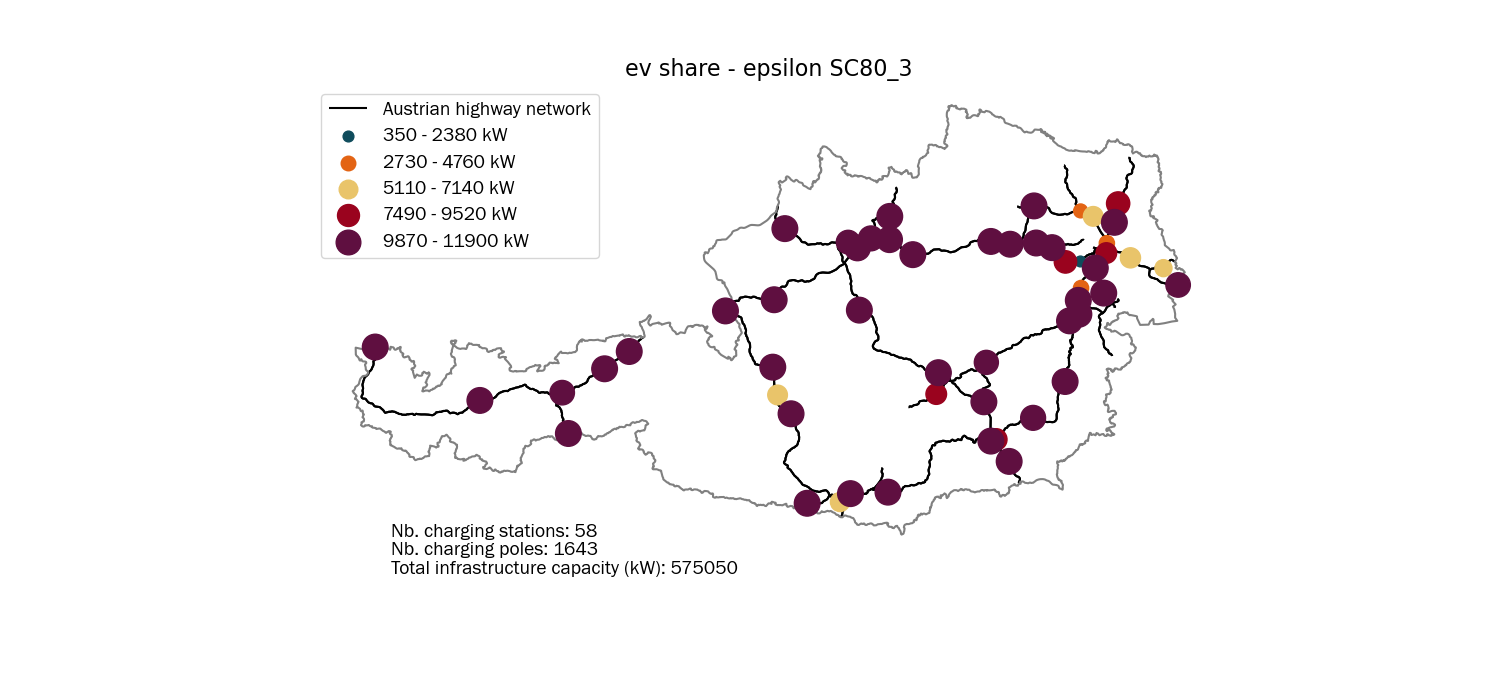 ev share - epsilon SC80_3
Austrian highway network
350 - 2380 kW
2730 - 4760 kW
5110 - 7140 kW
7490 - 9520 kW
9870 - 11900 kW
Nb. charging stations: 58
Nb. charging poles: 1643
Total infrastructure capacity (kW): 575050